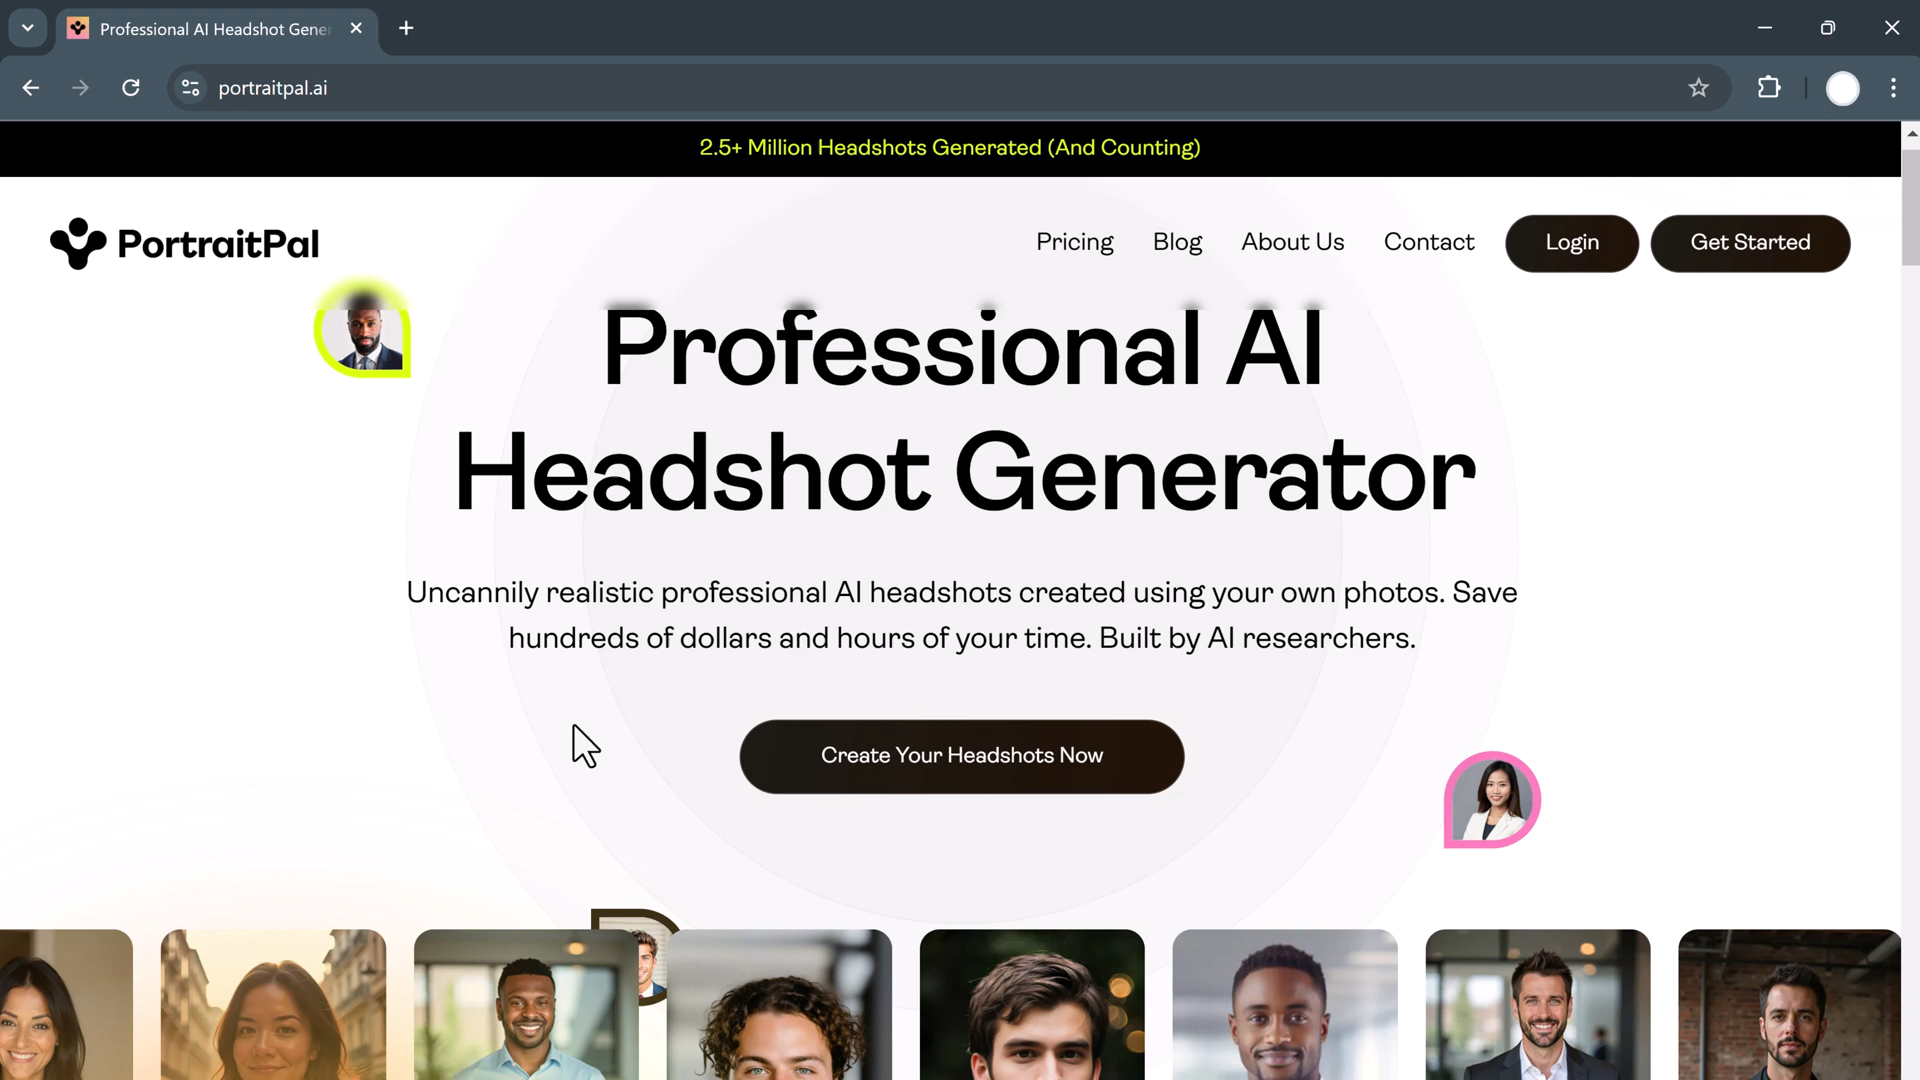 Professional AI Headshot Gene
portraitpal.ai
2.5+ Million Headshots Generated (And Counting)
PortraitPal
Pricing
Blog
About Us
Contact
Login
Get Started
Professional AI
Headshot Generator
Uncannily realistic professional AI headshots created using your own photos. Save
hundreds of dollars and hours of your time. Built by AI researchers.
Create Your Headshots Now